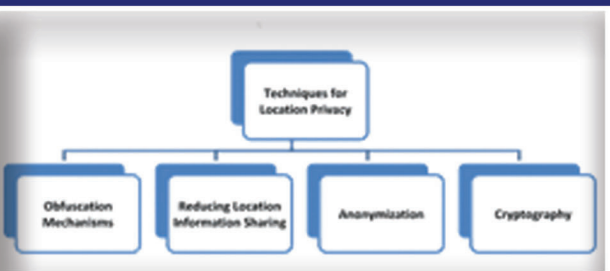 Techniques for
Location Privacy
Obfuscation
Mechanisms
Reducing Location
Information Sharing
Anonymization
Cryptography